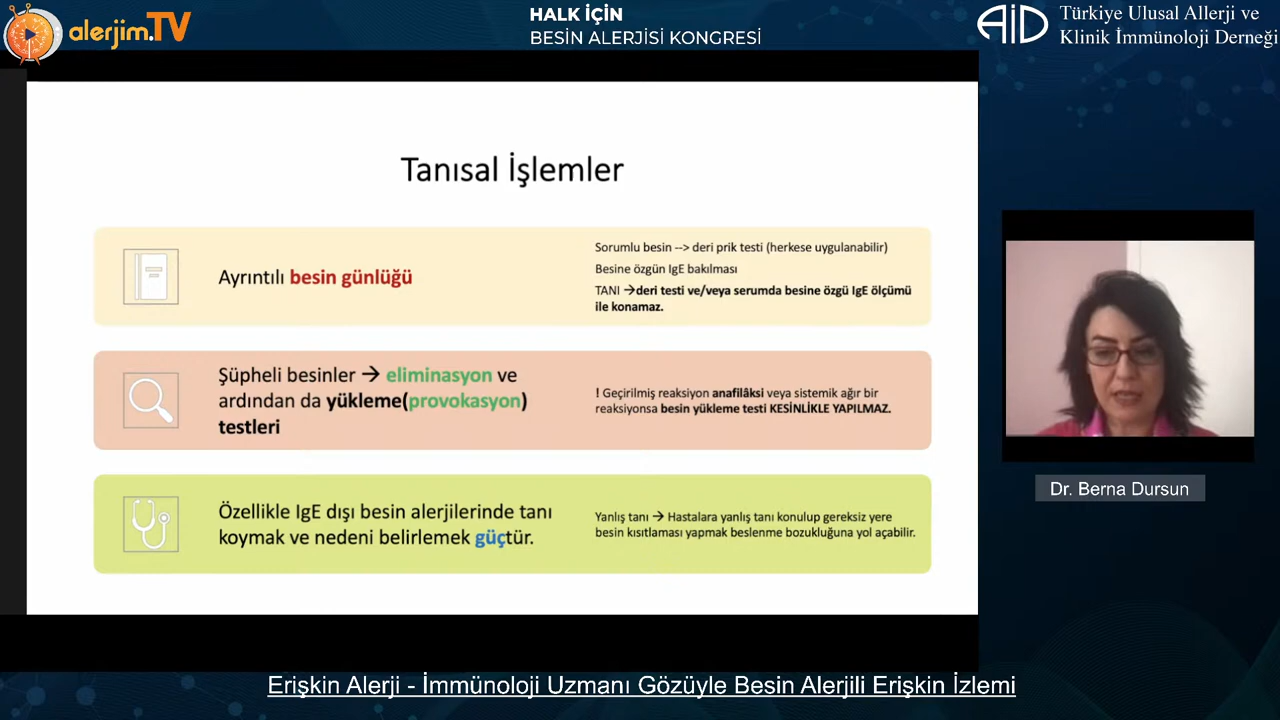 alerjim.TV
HALK İÇİN
BESİN ALERJİSİ KONGRESİ
AİD
Türkiye Ulusal Allerji ve
Klinik İmmünoloji Derneği
Tanısal İşlemler
Ayrıntılı besin günlüğü
Sorumlu besin --> deri prik testi (herkese uygulanabilir)
Besine özgün IgE bakılması
TANI →deri testi ve/veya serumda besine özgü IgE ölçümü
ile konamaz.
Şüpheli besinler → eliminasyon ve
ardından da yükleme(provokasyon)
testleri
! Geçirilmiş reaksiyon anafilâksi veya sistemik ağır bir
reaksiyonsa besin yükleme testi KESİNLİKLE YAPILMAZ.
Özellikle IgE dışı besin alerjilerinde tanı
koymak ve nedeni belirlemek güçtür.
Yanlış tanı → Hastalara yanlış tanı konulup gereksiz yere
besin kısıtlaması yapmak beslenme bozukluğuna yol açabilir.
Dr. Berna Dursun
Erişkin Alerji - İmmünoloji Uzmanı Gözüyle Besin Alerjili Erişkin İzlemi